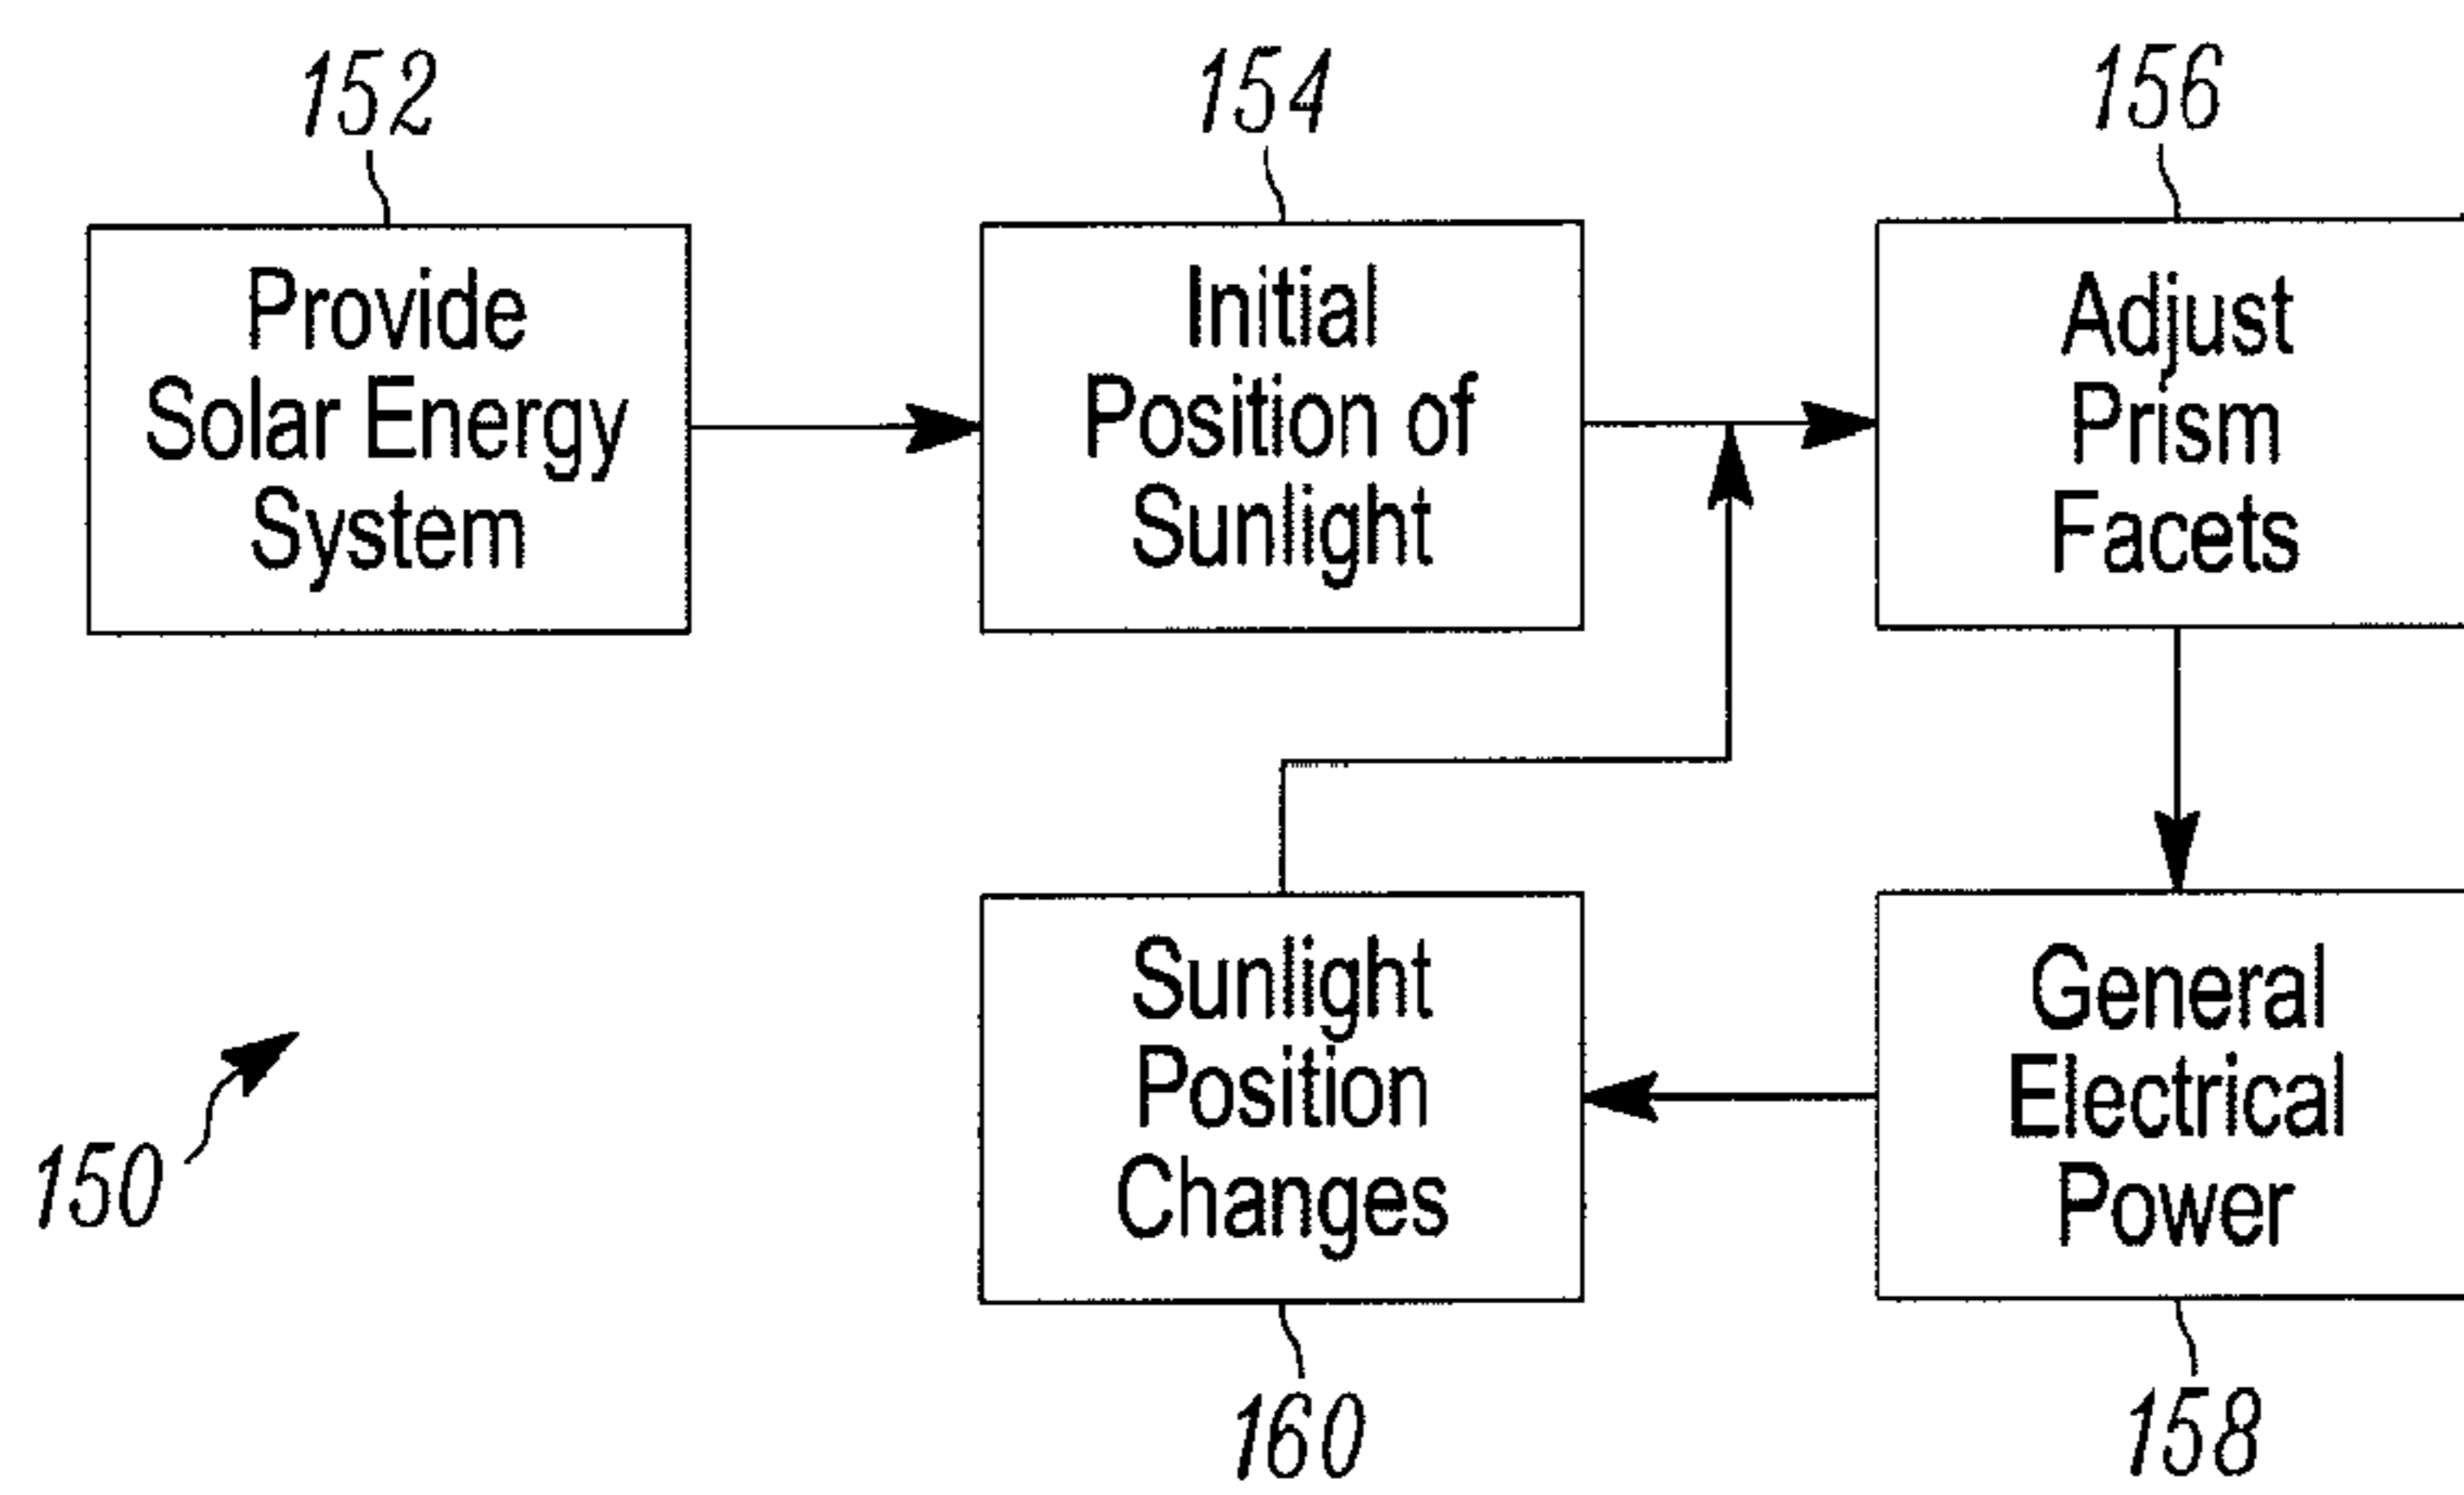 152
154
156
Provide
Solar Energy
System
Initial
Position of
Sunlight
Adjust
Prism
Facets
Sunlight
Position
Changes
General
Electrical
Power
150
160
158